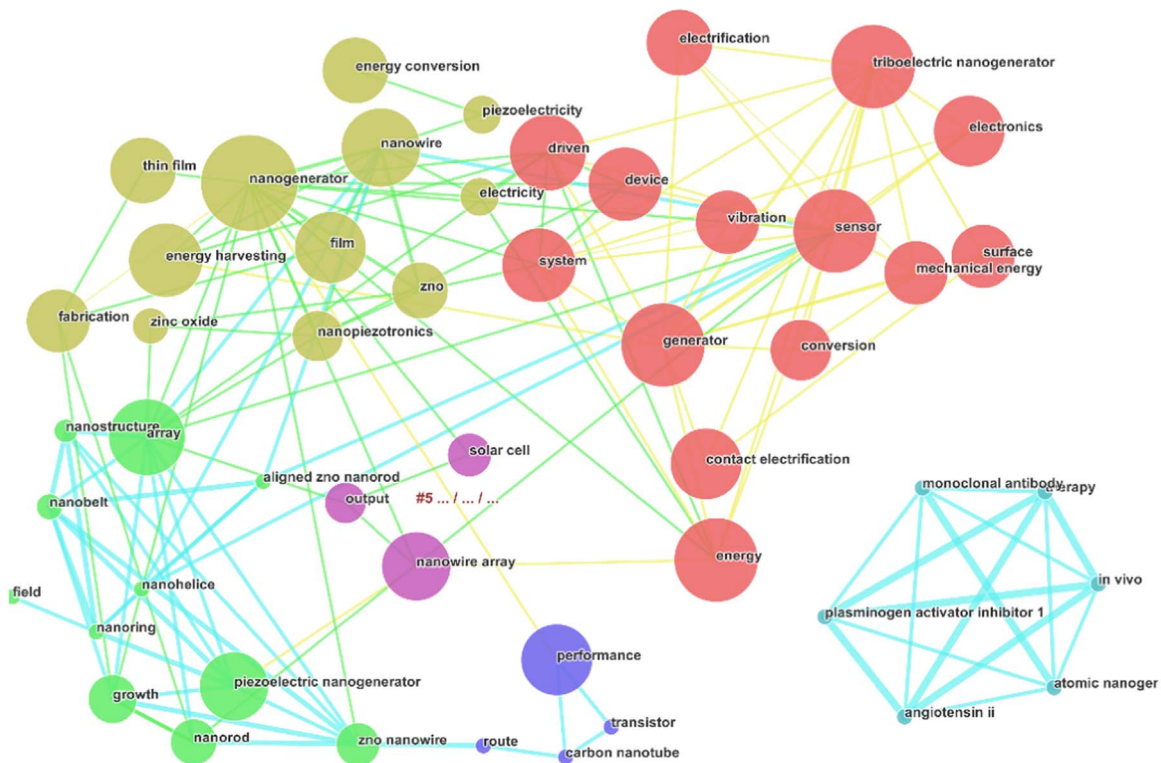 electrification
triboelectric nanogenerator
energy conversion
piezoelectricity
electronics
nanowire
driven
thin film
nanogenerator
device
electricity
vibration
sensor
film
energy harvesting
system
surface
mechanical energy
zno
fabrication
zinc oxide
nanopiezotronics
generator
conversion
nanostructure
array
solar cell
contact electrification
aligned zno nanorod
output
#5 ... / ... / ...
monoclonal antibody
therapy
nanobelt
energy
nanowire array
field
nanohelice
in vivo
plasminogen activator inhibitor 1
nanoring
performance
piezoelectric nanogenerator
atomic nanoger
growth
angiotensin ii
transistor
nanorod
zno nanowire
route
carbon nanotube